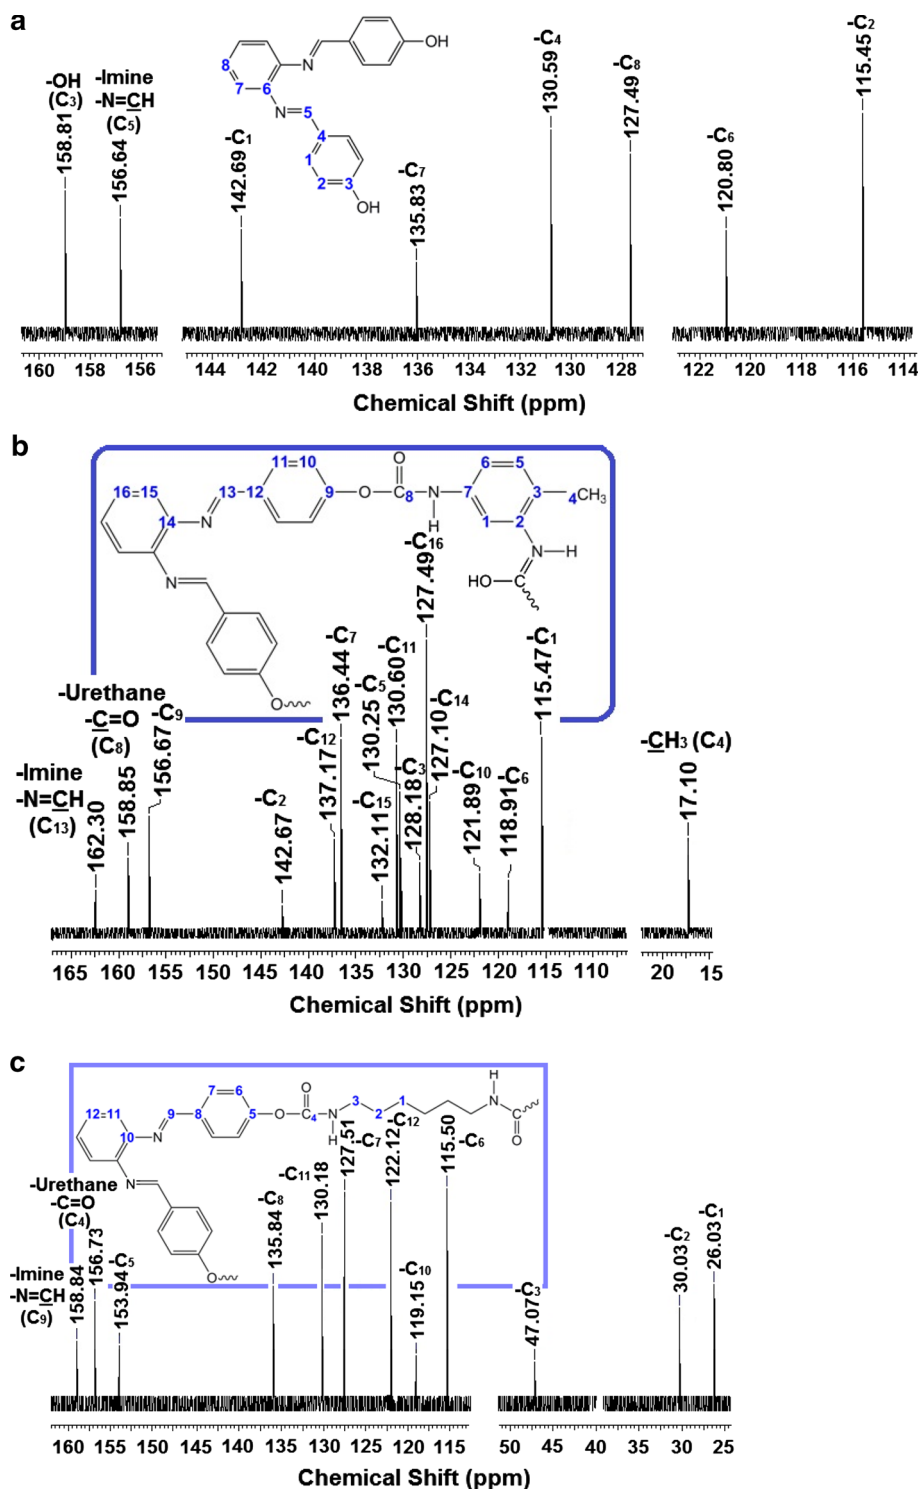 a
-OH
(C3)
158.81
-Imine
-N=CH
(C5)
156.64
-C1
142.69
-C7
135.83
-C4
130.59
-C8
127.49
-C6
120.80
-C2
115.45
8
7
6
N
N
5
4
1
2
3
OH
OH
160 158 156 144 142 140 138 136 134 132 130 128 122 120 118 116 114
Chemical Shift (ppm)
b
11 10
O
6 5
16 15
13
12
9
O
C8
N
H
7
3
4 CH3
14
N
1
2
N
H
HO
N
O
-Imine
-N=CH
(C13)
162.30
-Urethane
-C=O
(C8)
158.85
-C9
156.67
-C2
142.67
-C12
137.17
-C7
136.44
-C15
132.11
-C11
130.60
-C5
130.25
-C3
128.18
-C16
127.49
-C14
127.10
-C10
121.89
-C6
118.91
-C1
115.47
-CH3 (C4)
17.10
165 160 155 150 145 140 135 130 125 120 115 110 20 15
Chemical Shift (ppm)
c
7 6
O
H
N
12 11
9
8
5
O
C4
N
H
3
2
1
10
N
O
N
O
-Imine
-N=CH
(C9)
158.84
-Urethane
-C=O
(C4)
156.73
-C5
153.94
-C8
135.84
-C11
130.18
-C7
127.51
-C12
122.12
-C10
119.15
-C6
115.50
-C3
47.07
-C2
30.03
-C1
26.03
160 155 150 145 140 135 130 125 120 115 50 45 40 35 30 25
Chemical Shift (ppm)